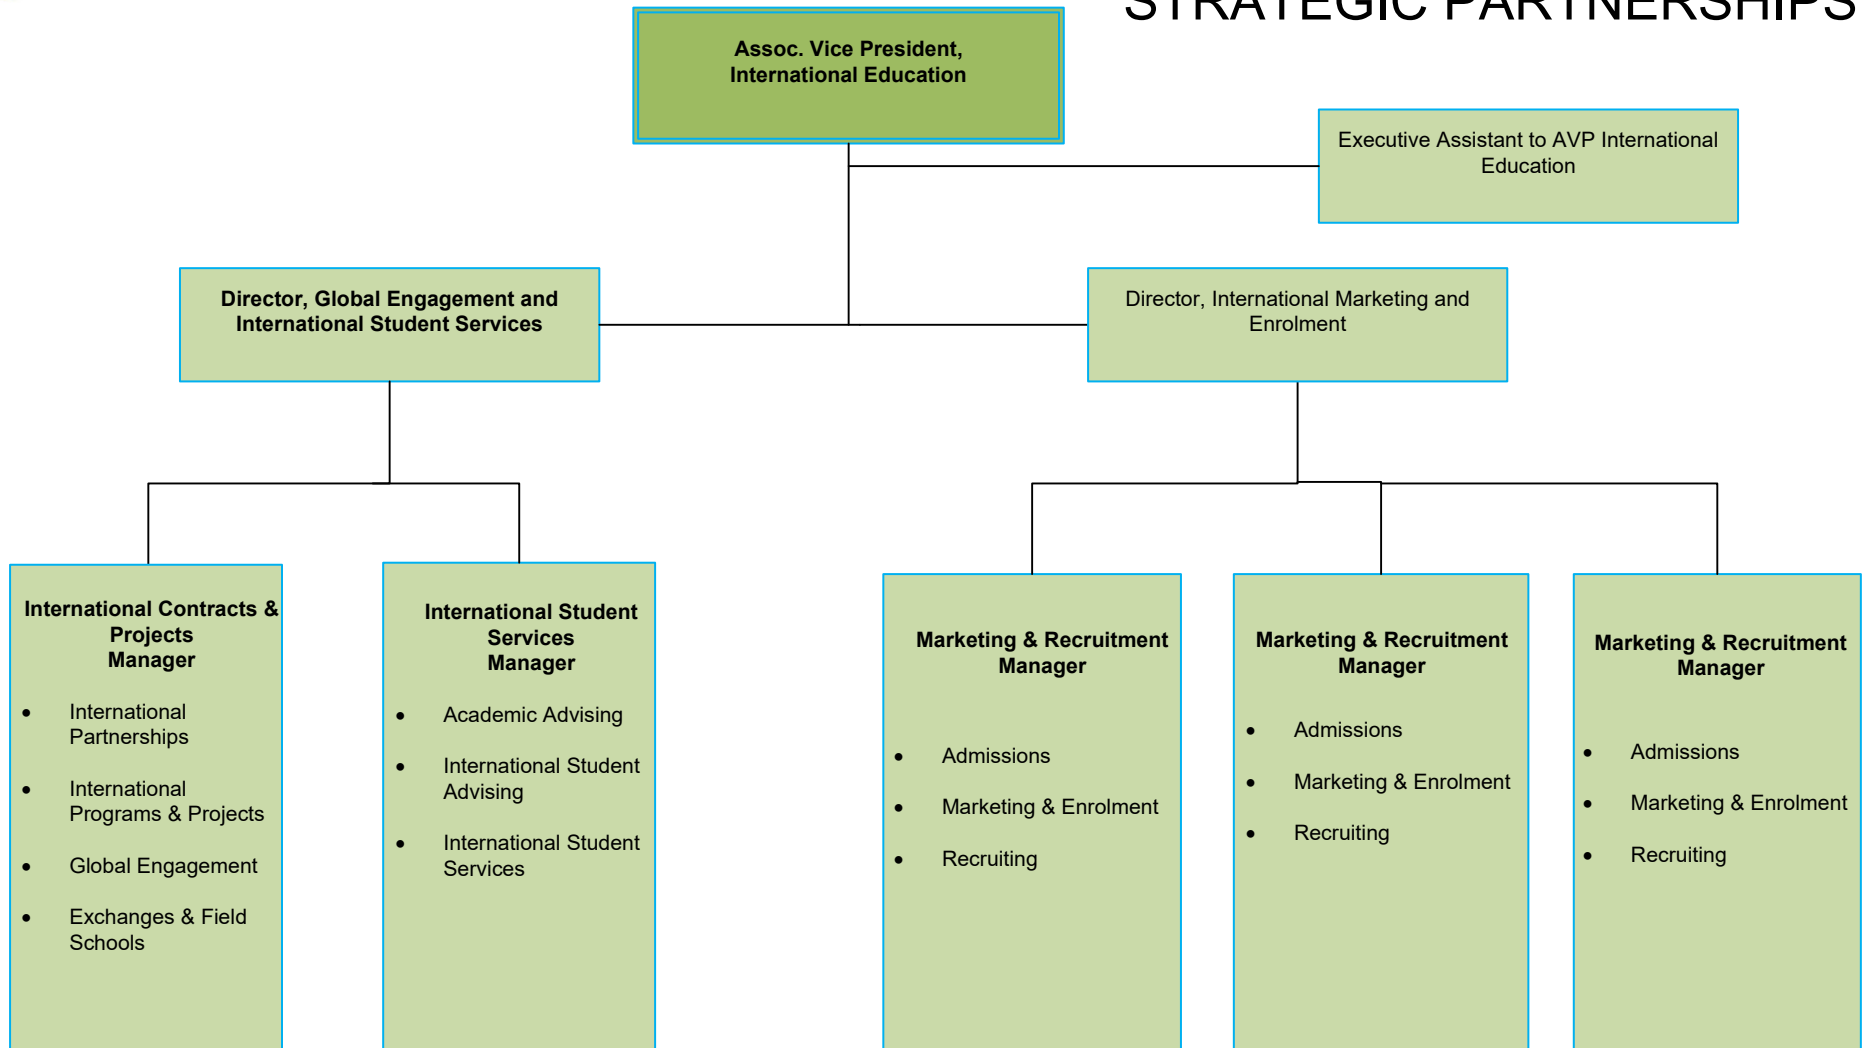 STRATEGIC PARTNERSHIPS
Assoc. Vice President,
International Education
Executive Assistant to AVP International
Education
Director, Global Engagement and
International Student Services
Director, International Marketing and
Enrolment
International Contracts &
Projects
Manager
• International
Partnerships
• International
Programs & Projects
• Global Engagement
• Exchanges & Field
Schools
International Student
Services
Manager
• Academic Advising
• International Student
Advising
• International Student
Services
Marketing & Recruitment
Manager
• Admissions
• Marketing & Enrolment
• Recruiting
Marketing & Recruitment
Manager
• Admissions
• Marketing & Enrolment
• Recruiting
Marketing & Recruitment
Manager
• Admissions
• Marketing & Enrolment
• Recruiting